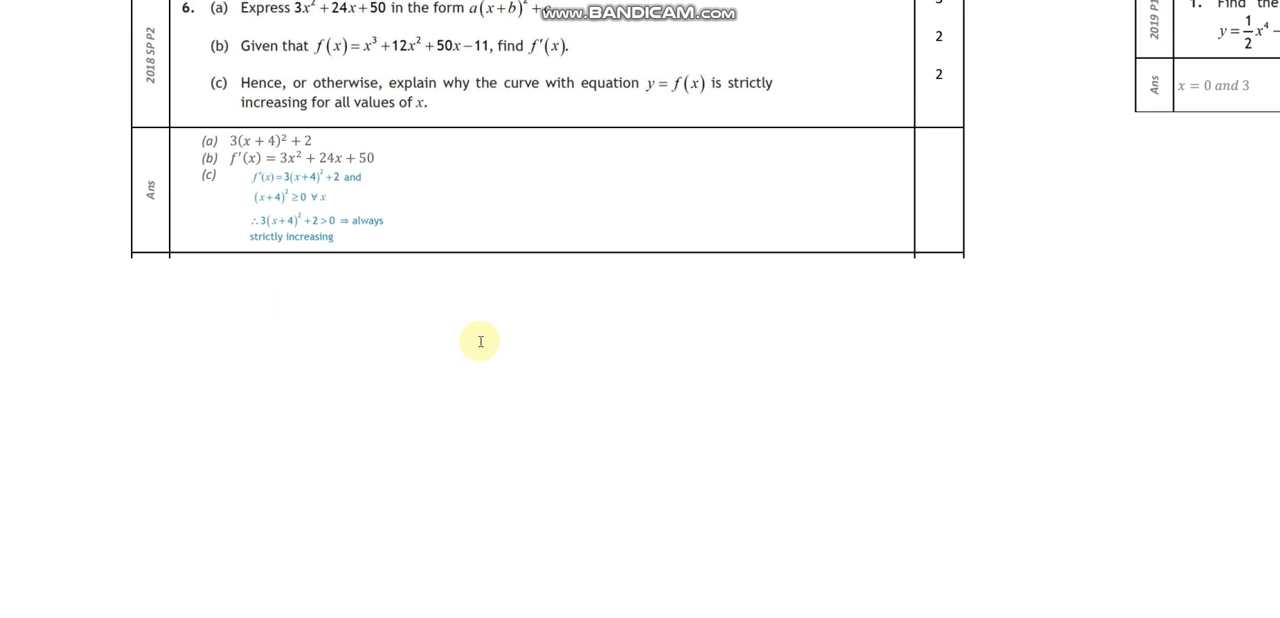 6. (a) Express 3x² + 24x + 50 in the form a(x+b)² +
www.BANDICAM.com
(b) Given that f(x) = x³ + 12x² + 50x − 11, find f′(x).
2
(c) Hence, or otherwise, explain why the curve with equation y = f(x) is strictly
increasing for all values of x.
2
2018 SP P2
Ans
(a) 3(x + 4)² + 2
(b) f′(x) = 3x² + 24x + 50
(c) f′(x) = 3(x+4)² + 2 and
(x+4)² ≥ 0 ∀ x
∴ 3(x+4)² + 2 > 0 ⇒ always
strictly increasing
2019 P1
1. Find the
y = 1/2 x⁴ −
Ans
x = 0 and 3